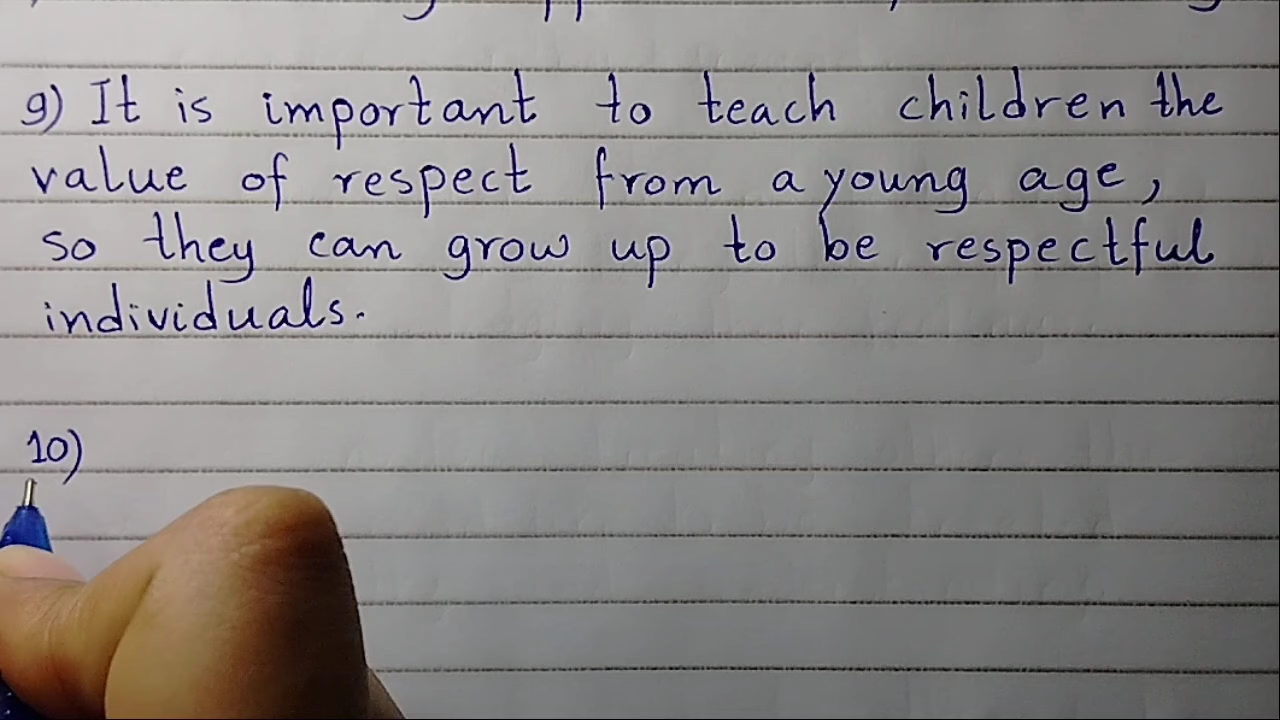 9) It is important to teach children the
value of respect from a young age,
so they can grow up to be respectful
individuals.
10)